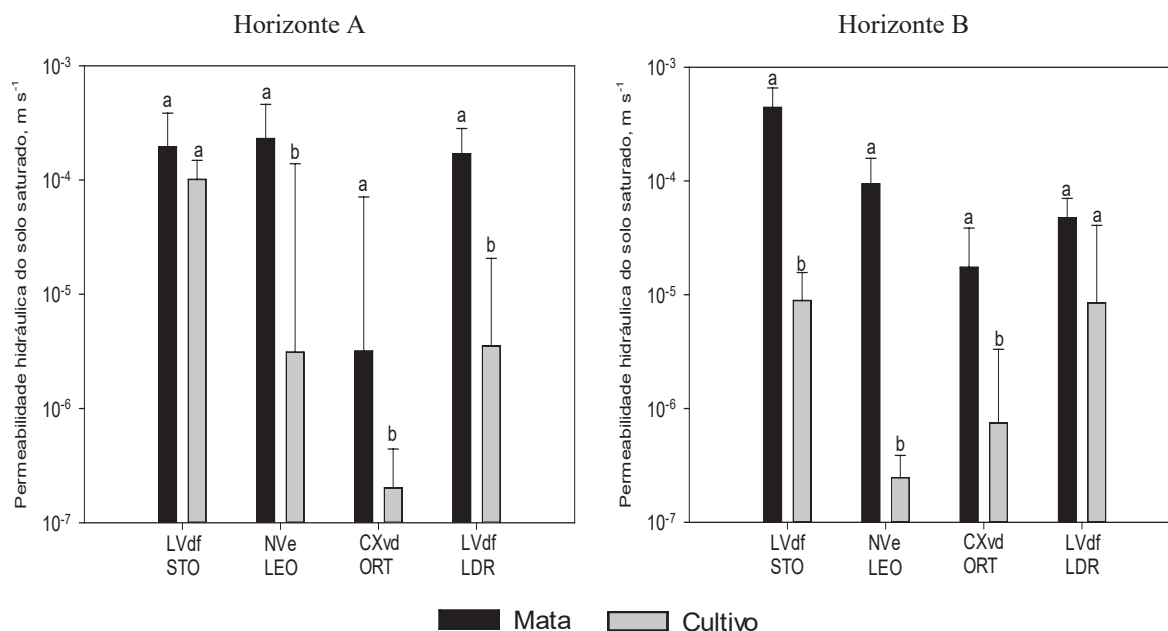 Horizonte A
Permeabilidade hidráulica do solo saturado, m s⁻¹
10⁻³
10⁻⁴
10⁻⁵
10⁻⁶
10⁻⁷
a
a
a
b
a
b
a
b
LVdf NVe CXvd LVdf
STO LEO ORT LDR
Horizonte B
Permeabilidade hidráulica do solo saturado, m s⁻¹
10⁻³
10⁻⁴
10⁻⁵
10⁻⁶
10⁻⁷
a
b
a
b
a
b
a
a
LVdf NVe CXvd LVdf
STO LEO ORT LDR
Mata Cultivo